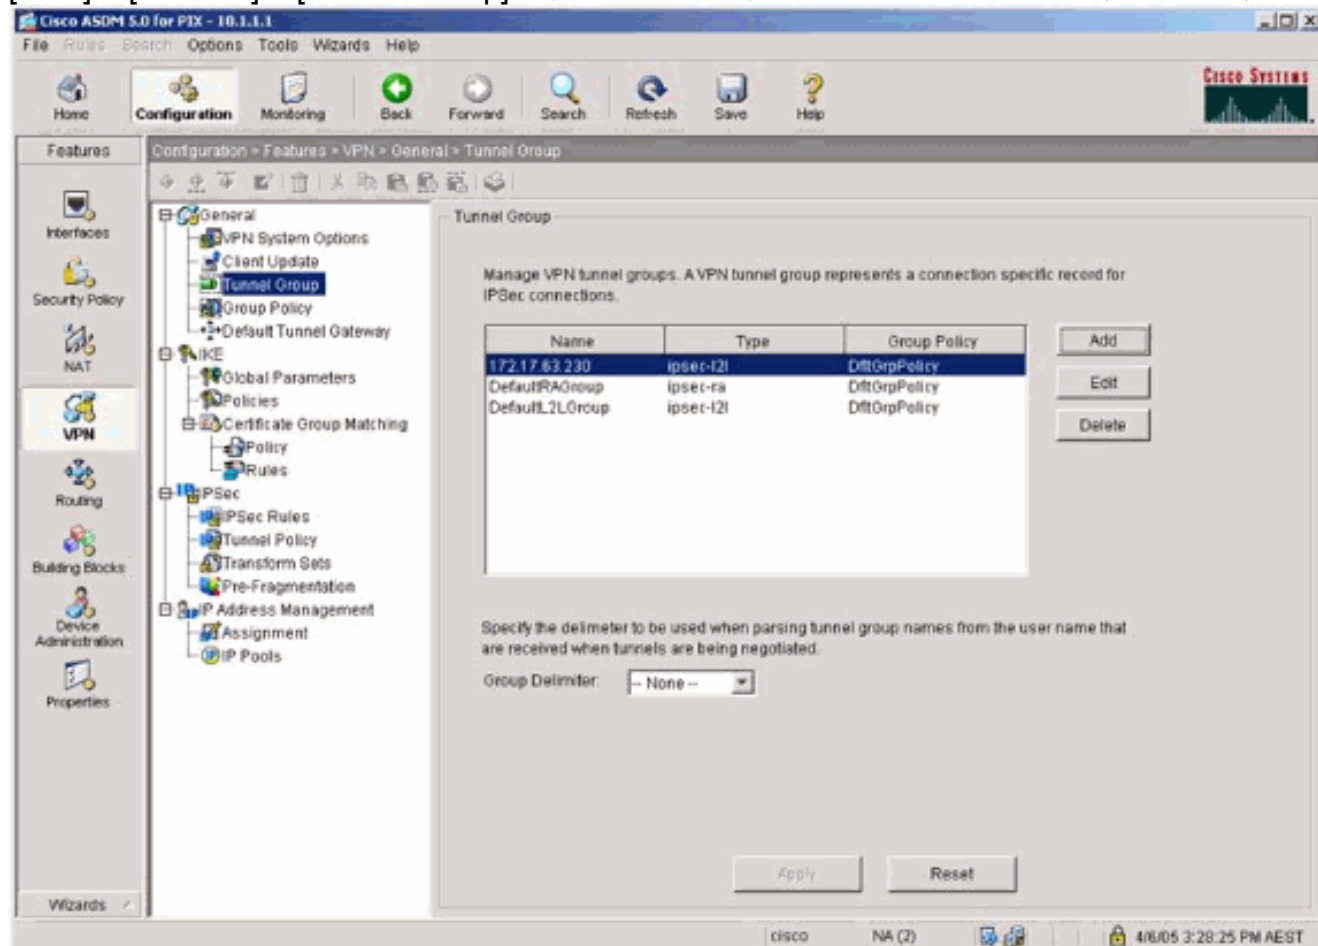 Cisco ASDM 5.0 for PIX - 10.1.1.1
File Rules Search Options Tools Wizards Help
Home Configuration Monitoring Back Forward Search Refresh Save Help
CISCO SYSTEMS
Features
Configuration > Features > VPN > General > Tunnel Group
Interfaces
Security Policy
NAT
VPN
Routing
Building Blocks
Device
Administration
Properties
Wizards
General
VPN System Options
Client Update
Tunnel Group
Group Policy
Default Tunnel Gateway
IKE
Global Parameters
Policies
Certificate Group Matching
Policy
Rules
IPSec
IPSec Rules
Tunnel Policy
Transform Sets
Pre-Fragmentation
IP Address Management
Assignment
IP Pools
Tunnel Group
Manage VPN tunnel groups. A VPN tunnel group represents a connection specific record for
IPSec connections.
Name Type Group Policy
172.17.63.230 ipsec-l2l DfltGrpPolicy
DefaultRAGroup ipsec-ra DfltGrpPolicy
DefaultL2LGroup ipsec-l2l DfltGrpPolicy
Add
Edit
Delete
Specify the delimeter to be used when parsing tunnel group names from the user name that
are received when tunnels are being negotiated.
Group Delimiter: -- None --
Apply Reset
cisco NA (2) 4/6/05 3:28:25 PM AEST